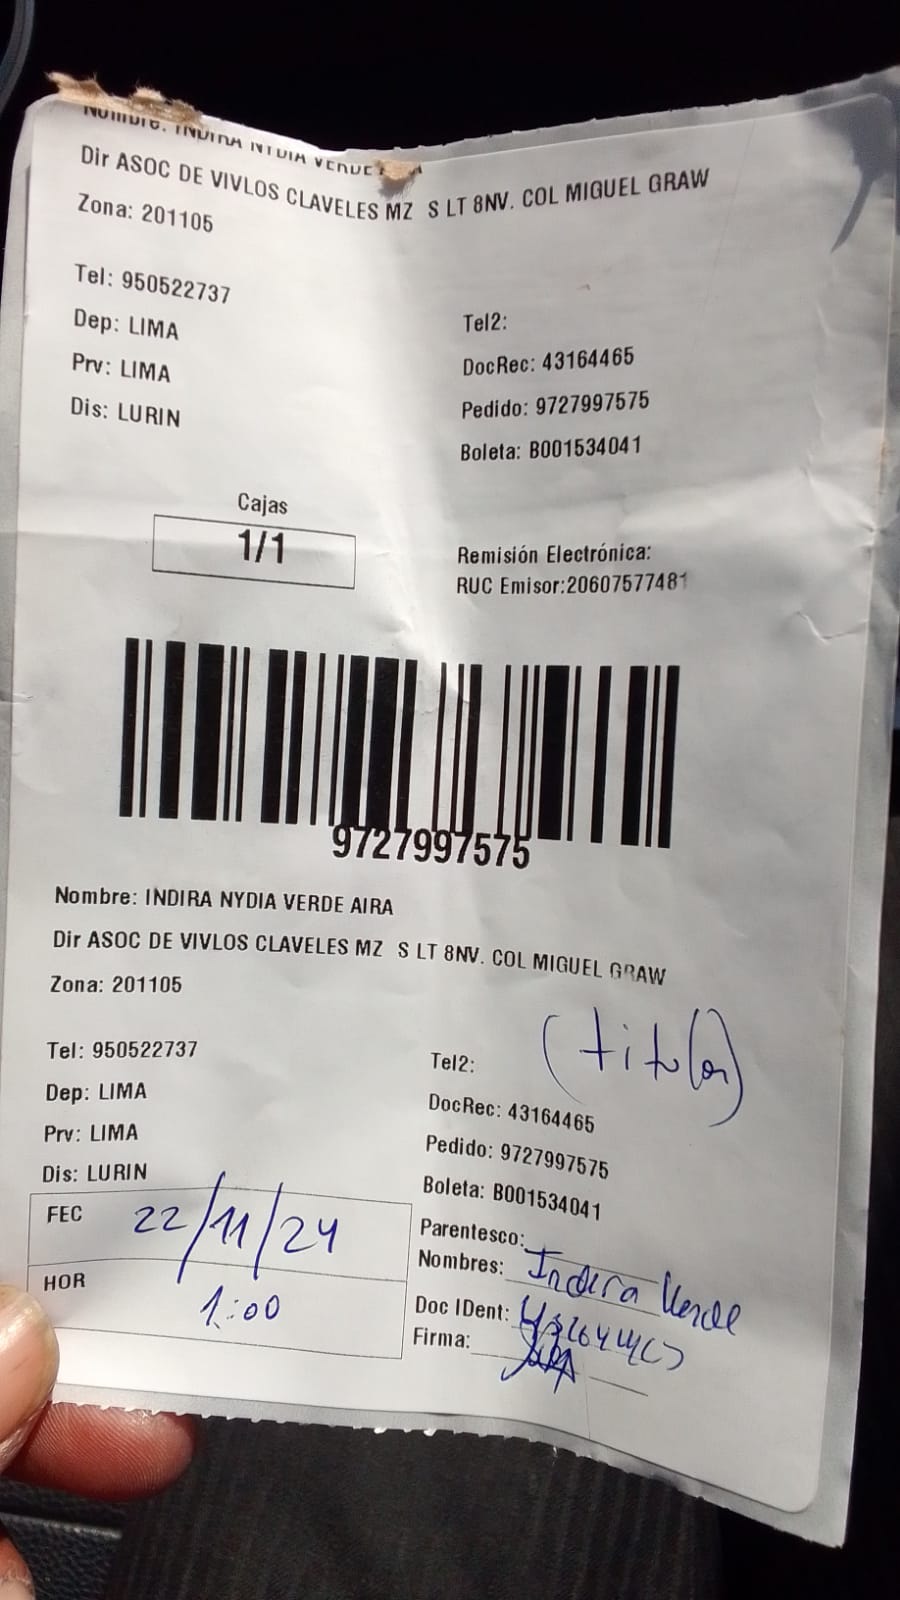 Nombre: INDIRA NYDIA VERDE
Dir ASOC DE VIVLOS CLAVELES MZ S LT 8NV. COL MIGUEL GRAW
Zona: 201105
Tel: 950522737
Dep: LIMA
Prv: LIMA
Dis: LURIN
Tel2:
DocRec: 43164465
Pedido: 9727997575
Boleta: B001534041
Cajas
1/1
Remisión Electrónica:
RUC Emisor:20607577481
9727997575
Nombre: INDIRA NYDIA VERDE AIRA
Dir ASOC DE VIVLOS CLAVELES MZ S LT 8NV. COL MIGUEL GRAW
Zona: 201105
Tel: 950522737
Dep: LIMA
Prv: LIMA
Dis: LURIN
(titular)
Tel2:
DocRec: 43164465
Pedido: 9727997575
Boleta: B001534041
FEC 22/11/24
HOR 1:00
Parentesco:
Nombres: Indira Verde
Doc IDent:
Firma: